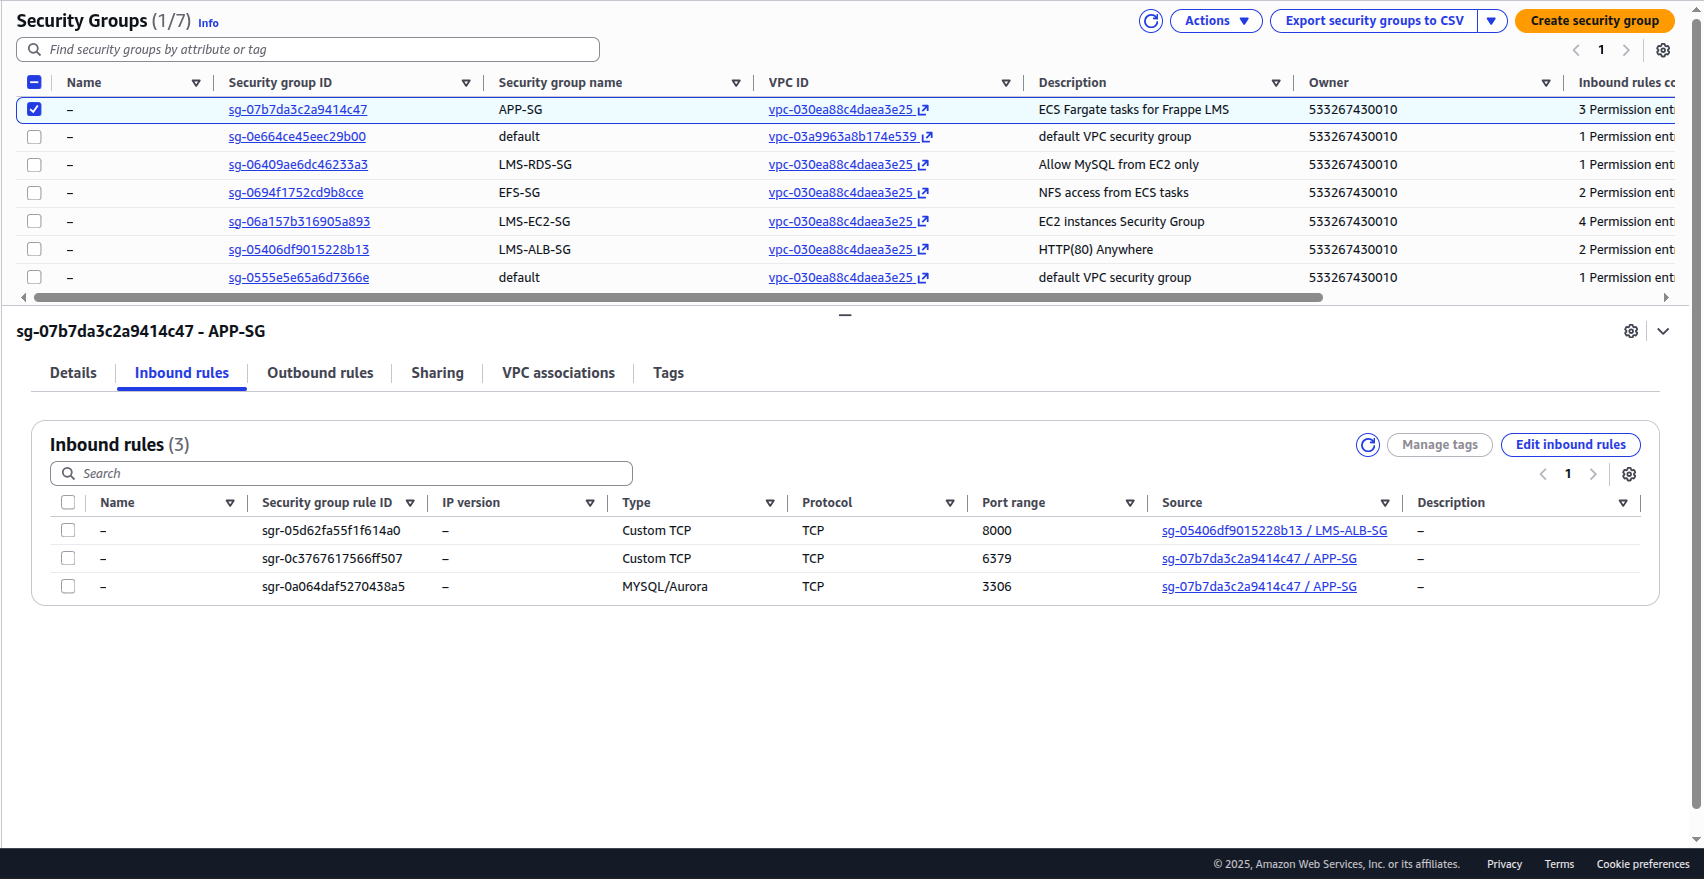 Security Groups (1/7) Info
Actions
Export security groups to CSV
Create security group
Find security groups by attribute or tag
1
Name Security group ID Security group name VPC ID Description Owner Inbound rules co
– sg-07b7da3c2a9414c47 APP-SG vpc-030ea88c4daea3e25 ECS Fargate tasks for Frappe LMS 533267430010 3 Permission entr
– sg-0e664ce45eec29b00 default vpc-03a9963a8b174e539 default VPC security group 533267430010 1 Permission entr
– sg-06409ae6dc46233a3 LMS-RDS-SG vpc-030ea88c4daea3e25 Allow MySQL from EC2 only 533267430010 1 Permission entr
– sg-0694f1752cd9b8cce EFS-SG vpc-030ea88c4daea3e25 NFS access from ECS tasks 533267430010 2 Permission entr
– sg-06a157b316905a893 LMS-EC2-SG vpc-030ea88c4daea3e25 EC2 instances Security Group 533267430010 4 Permission entr
– sg-05406df9015228b13 LMS-ALB-SG vpc-030ea88c4daea3e25 HTTP(80) Anywhere 533267430010 2 Permission entr
– sg-0555e5e65a6d7366e default vpc-030ea88c4daea3e25 default VPC security group 533267430010 1 Permission entr
sg-07b7da3c2a9414c47 - APP-SG
Details Inbound rules Outbound rules Sharing VPC associations Tags
Inbound rules (3)
Manage tags
Edit inbound rules
Search
1
Name Security group rule ID IP version Type Protocol Port range Source Description
– sgr-05d62fa55f1f614a0 – Custom TCP TCP 8000 sg-05406df9015228b13 / LMS-ALB-SG –
– sgr-0c3767617566ff507 – Custom TCP TCP 6379 sg-07b7da3c2a9414c47 / APP-SG –
– sgr-0a064daf5270438a5 – MYSQL/Aurora TCP 3306 sg-07b7da3c2a9414c47 / APP-SG –
© 2025, Amazon Web Services, Inc. or its affiliates. Privacy Terms Cookie preferences